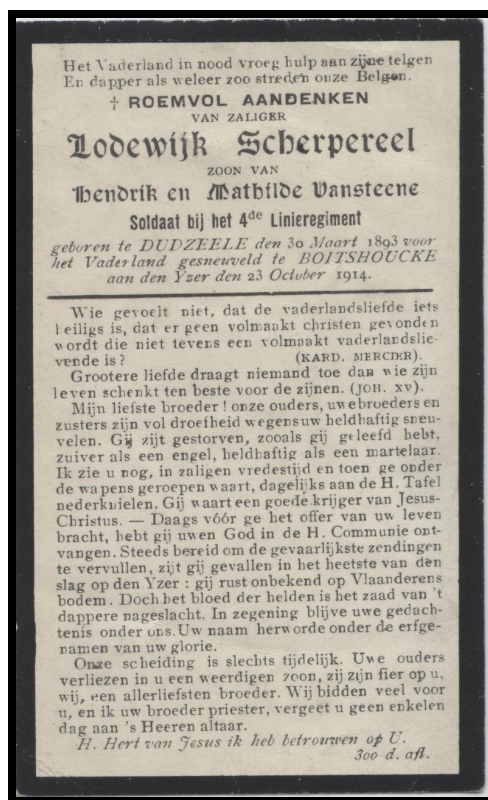 Het Vaderland in nood vroeg hulp aan zijne telgen
En dapper als weleer zoo streden onze Belgen.
† ROEMVOL AANDENKEN
VAN ZALIGER
Lodewijk Scherpereel
ZOON VAN
Hendrik en Mathilde Vansteene
Soldaat bij het 4de Linieregiment
geboren te DUDZEELE den 30 Maart 1893 voor
het Vaderland gesneuveld te BOITSHOUCKE
aan den Yzer den 23 October 1914.
Wie gevoelt niet, dat de vaderlandsliefde iets
heiligs is, dat er geen volmaakt christen gevonden
wordt die niet tevens een volmaakt vaderlandslie-
vende is? (KARD. MERCIER).
Grootere liefde draagt niemand toe dan wie zijn
leven schenkt ten beste voor de zijnen. (JOH. XV).
Mijn liefste broeder! onze ouders, uwe broeders en
zusters zijn vol droefheid wegens uw heldhaftig sneu-
velen. Gij zijt gestorven, zooals gij geleefd hebt,
zuiver als een engel, heldhaftig als een martelaar.
Ik zie u nog, in zaligen vredestijd en toen ge onder
de wapens geroepen waart, dagelijks aan de H. Tafel
nederknielen. Gij waart een goede krijger van Jesus-
Christus. — Daags vóór ge het offer van uw leven
bracht, hebt gij uwen God in de H. Communie ont-
vangen. Steeds bereid om de gevaarlijkste zendingen
te vervullen, zijt gij gevallen in het heetste van den
slag op den Yzer : gij rust onbekend op Vlaanderens
bodem. Doch het bloed der helden is het zaad van 't
dappere nageslacht. In zegening blijve uwe gedach-
tenis onder ons. Uw naam herworde onder de erfge-
namen van uw glorie.
Onze scheiding is slechts tijdelijk. Uwe ouders
verliezen in u een weerdigen zoon, zij zijn fier op u,
wij, een allerliefsten broeder. Wij bidden veel voor
u, en ik uw broeder priester, vergeet u geen enkelen
dag aan 's Heeren altaar.
H. Hert van Jesus ik heb betrouwen op U.
300 d. afl.